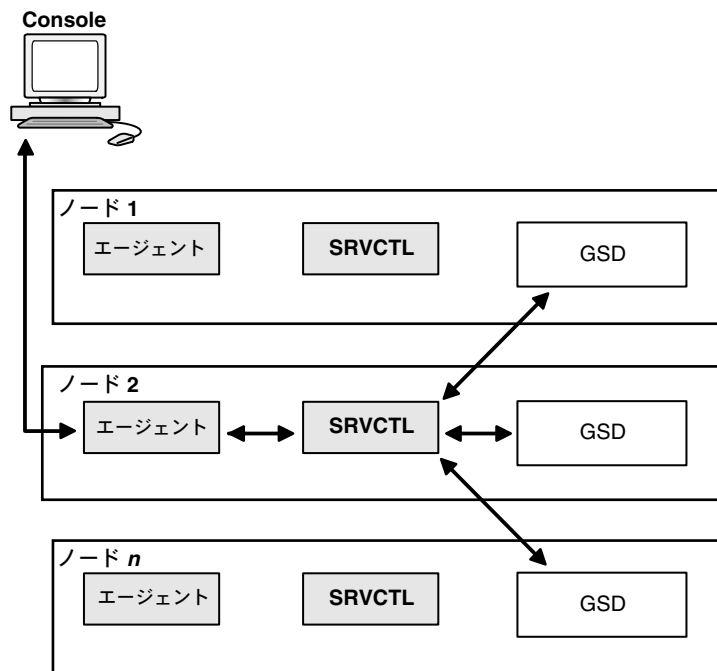 Console
ノード 1
エージェント
SRVCTL
GSD
ノード 2
エージェント
SRVCTL
GSD
ノード n
エージェント
SRVCTL
GSD